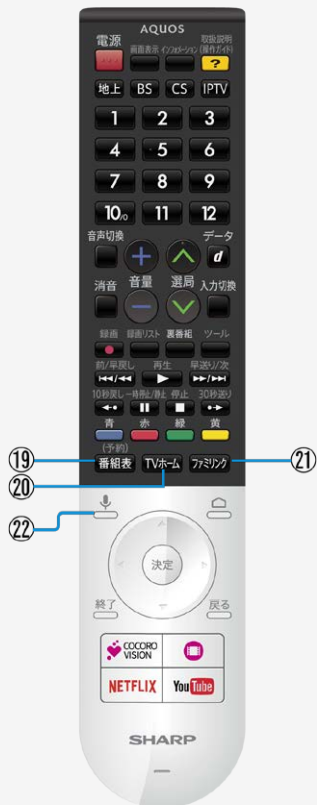 AQUOS
電源 画面表示 インフォメーション 取扱説明
(操作ガイド)
?
地上 BS CS IPTV
1 2 3
4 5 6
7 8 9
10/0 11 12
音声切換 データ
d
消音 音量 選局 入力切換
録画 録画リスト 裏番組 ツール
前/早戻し 再生 早送り/次
10秒戻し 一時停止/静止 停止 30秒送り
青 赤 緑 黄
(予約)
⑲ 番組表 TVホーム ファミリンク ㉑
⑳
㉒
決定
終了 戻る
COCORO
VISION
NETFLIX YouTube
SHARP